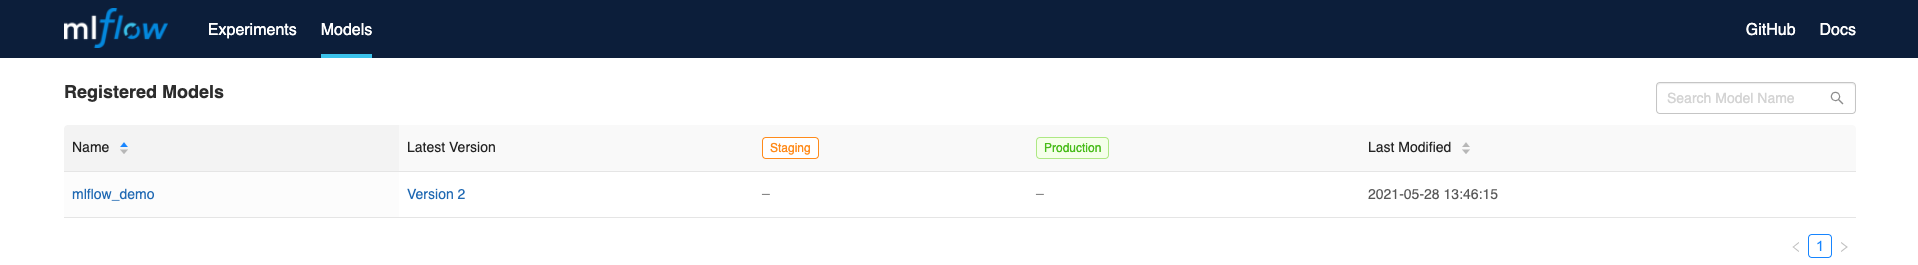 mlflow Experiments Models GitHub Docs
Registered Models
Search Model Name
Name Latest Version Staging Production Last Modified
mlflow_demo Version 2 – – 2021-05-28 13:46:15
< 1 >